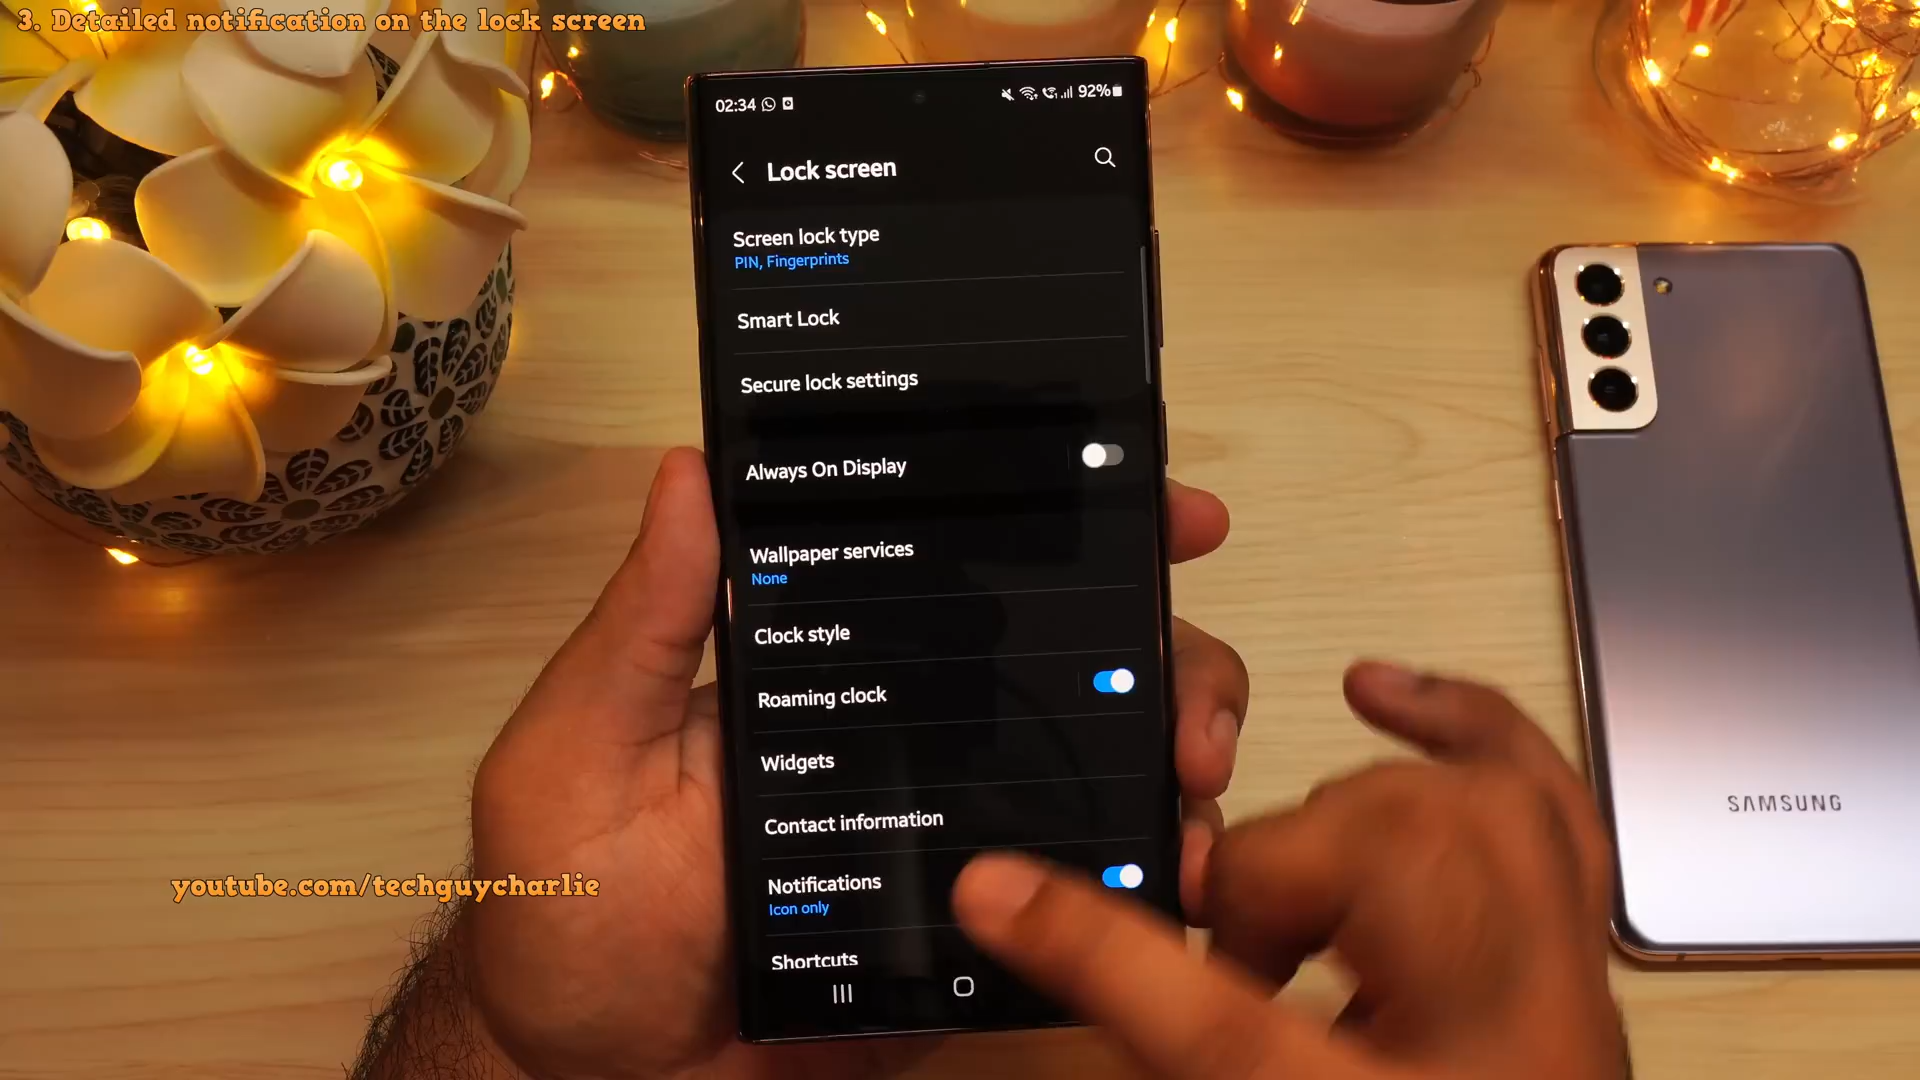 3. Detailed notification on the lock screen
02:34 92%
Lock screen
Screen lock type
PIN, Fingerprints
Smart Lock
Secure lock settings
Always On Display
Wallpaper services
None
Clock style
Roaming clock
Widgets
Contact information
Notifications
Icon only
Shortcuts
SAMSUNG
youtube.com/techguycharlie